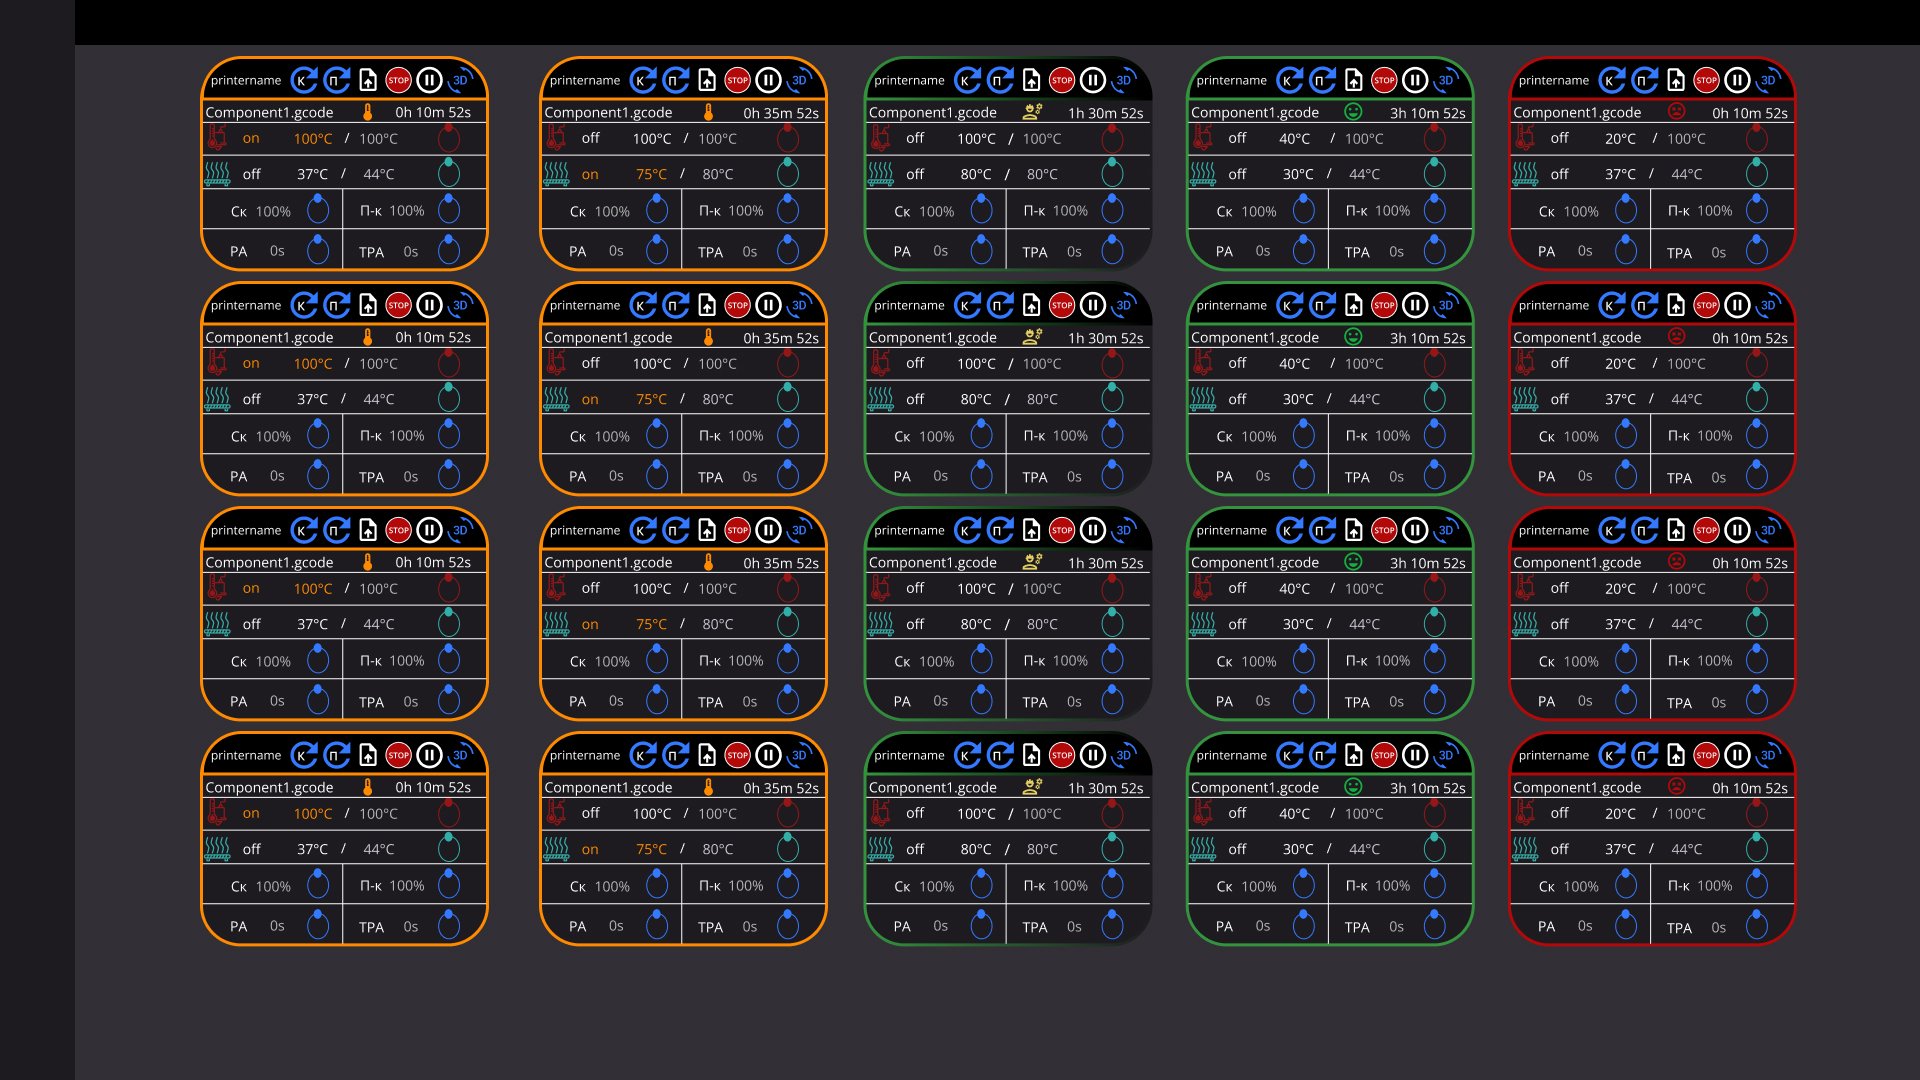 printername К П STOP 3D
Component1.gcode 0h 10m 52s
on 100°C / 100°C
off 37°C / 44°C
Ск 100% П-к 100%
PA 0s TPA 0s
printername К П STOP 3D
Component1.gcode 0h 35m 52s
off 100°C / 100°C
on 75°C / 80°C
Ск 100% П-к 100%
PA 0s TPA 0s
printername К П STOP 3D
Component1.gcode 1h 30m 52s
off 100°C / 100°C
off 80°C / 80°C
Ск 100% П-к 100%
PA 0s TPA 0s
printername К П STOP 3D
Component1.gcode 3h 10m 52s
off 40°C / 100°C
off 30°C / 44°C
Ск 100% П-к 100%
PA 0s TPA 0s
printername К П STOP 3D
Component1.gcode 0h 10m 52s
off 20°C / 100°C
off 37°C / 44°C
Ск 100% П-к 100%
PA 0s TPA 0s
printername К П STOP 3D
Component1.gcode 0h 10m 52s
on 100°C / 100°C
off 37°C / 44°C
Ск 100% П-к 100%
PA 0s TPA 0s
printername К П STOP 3D
Component1.gcode 0h 35m 52s
off 100°C / 100°C
on 75°C / 80°C
Ск 100% П-к 100%
PA 0s TPA 0s
printername К П STOP 3D
Component1.gcode 1h 30m 52s
off 100°C / 100°C
off 80°C / 80°C
Ск 100% П-к 100%
PA 0s TPA 0s
printername К П STOP 3D
Component1.gcode 3h 10m 52s
off 40°C / 100°C
off 30°C / 44°C
Ск 100% П-к 100%
PA 0s TPA 0s
printername К П STOP 3D
Component1.gcode 0h 10m 52s
off 20°C / 100°C
off 37°C / 44°C
Ск 100% П-к 100%
PA 0s TPA 0s
printername К П STOP 3D
Component1.gcode 0h 10m 52s
on 100°C / 100°C
off 37°C / 44°C
Ск 100% П-к 100%
PA 0s TPA 0s
printername К П STOP 3D
Component1.gcode 0h 35m 52s
off 100°C / 100°C
on 75°C / 80°C
Ск 100% П-к 100%
PA 0s TPA 0s
printername К П STOP 3D
Component1.gcode 1h 30m 52s
off 100°C / 100°C
off 80°C / 80°C
Ск 100% П-к 100%
PA 0s TPA 0s
printername К П STOP 3D
Component1.gcode 3h 10m 52s
off 40°C / 100°C
off 30°C / 44°C
Ск 100% П-к 100%
PA 0s TPA 0s
printername К П STOP 3D
Component1.gcode 0h 10m 52s
off 20°C / 100°C
off 37°C / 44°C
Ск 100% П-к 100%
PA 0s TPA 0s
printername К П STOP 3D
Component1.gcode 0h 10m 52s
on 100°C / 100°C
off 37°C / 44°C
Ск 100% П-к 100%
PA 0s TPA 0s
printername К П STOP 3D
Component1.gcode 0h 35m 52s
off 100°C / 100°C
on 75°C / 80°C
Ск 100% П-к 100%
PA 0s TPA 0s
printername К П STOP 3D
Component1.gcode 1h 30m 52s
off 100°C / 100°C
off 80°C / 80°C
Ск 100% П-к 100%
PA 0s TPA 0s
printername К П STOP 3D
Component1.gcode 3h 10m 52s
off 40°C / 100°C
off 30°C / 44°C
Ск 100% П-к 100%
PA 0s TPA 0s
printername К П STOP 3D
Component1.gcode 0h 10m 52s
off 20°C / 100°C
off 37°C / 44°C
Ск 100% П-к 100%
PA 0s TPA 0s